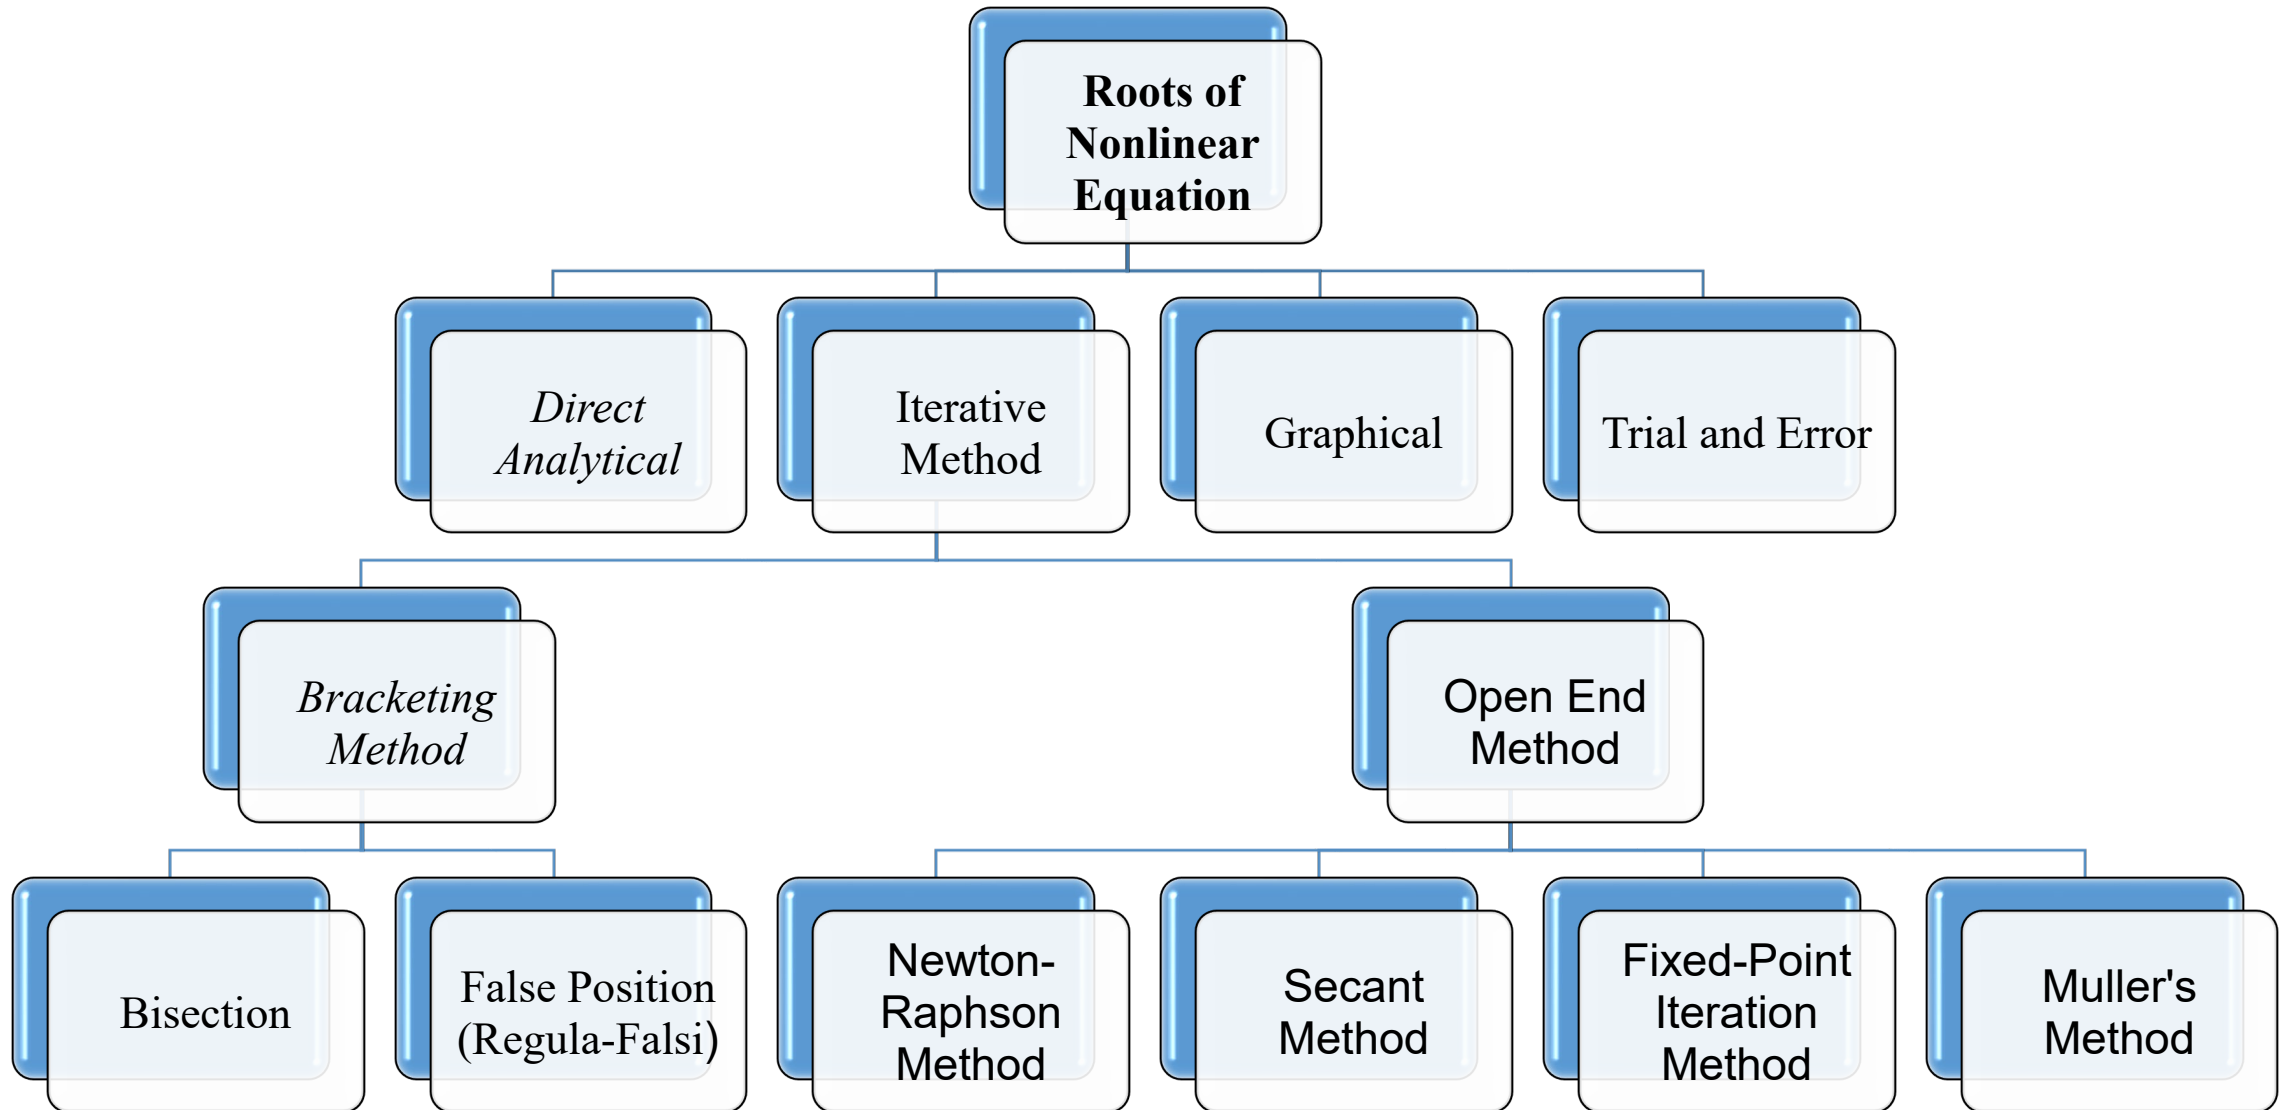 Roots of
Nonlinear
Equation
Direct
Analytical
Iterative
Method
Graphical
Trial and Error
Bracketing
Method
Open End
Method
Bisection
False Position
(Regula-Falsi)
Newton-
Raphson
Method
Secant
Method
Fixed-Point
Iteration
Method
Muller's
Method